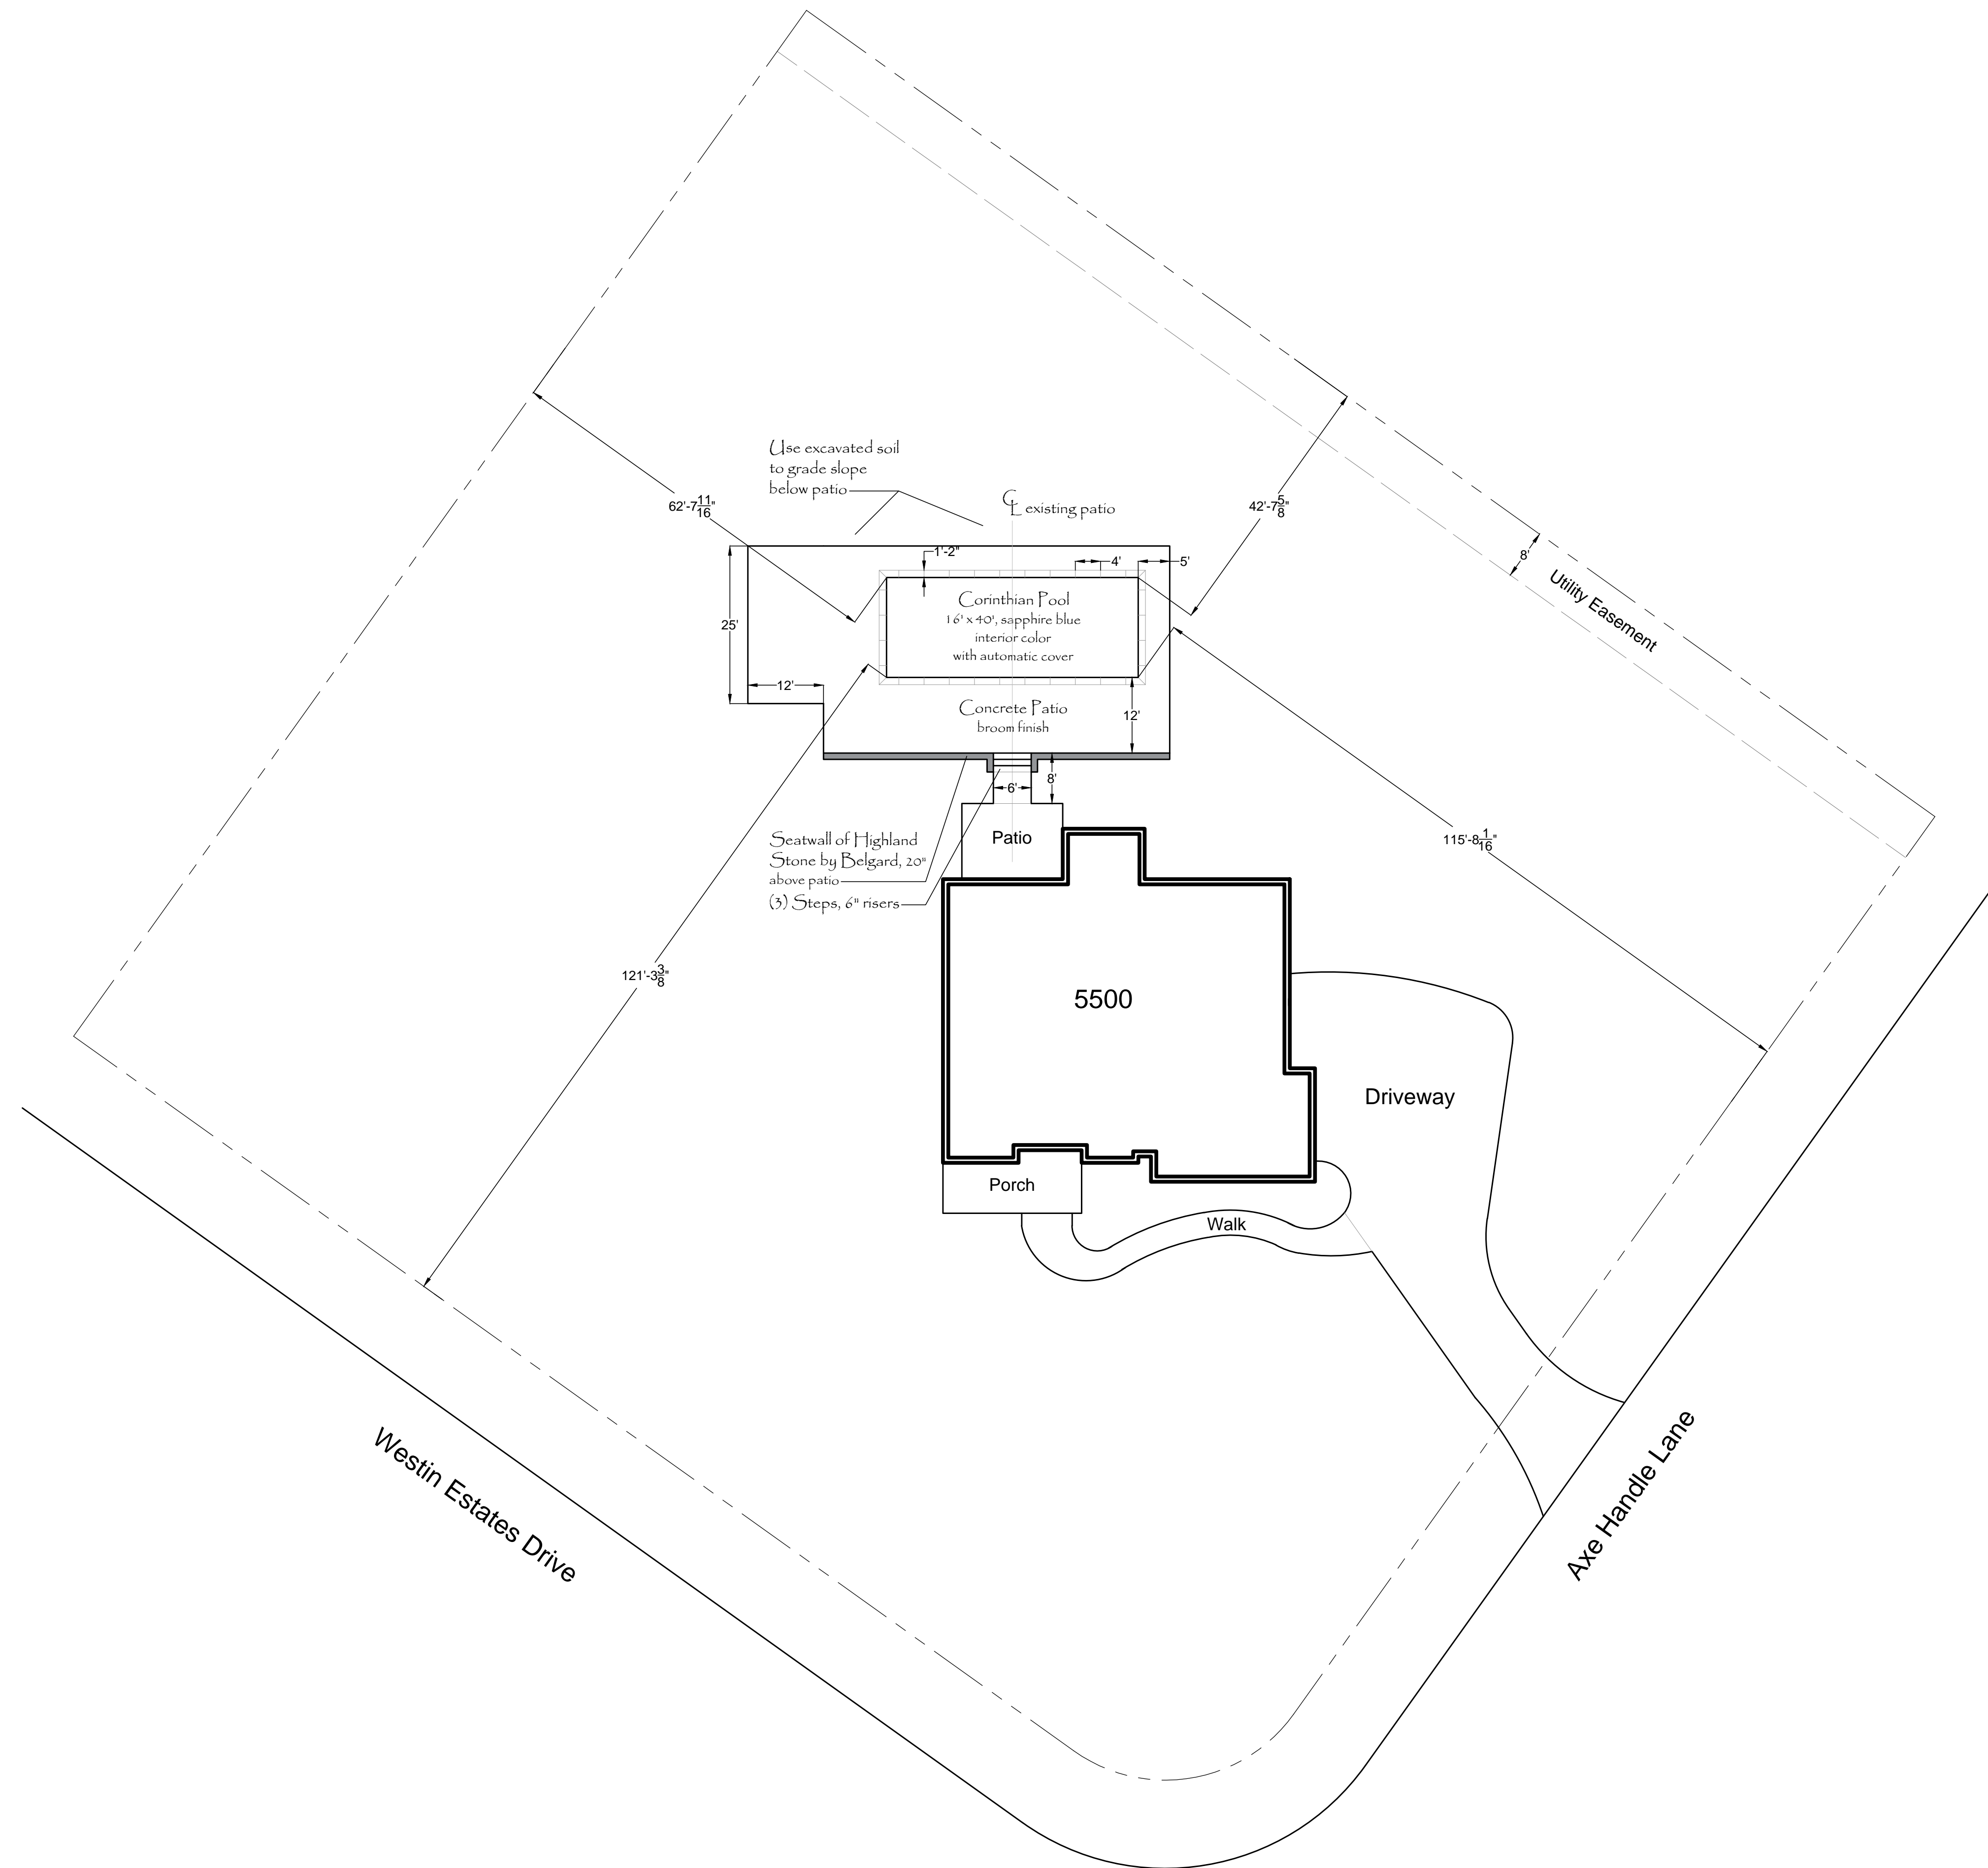 Use excavated soil
to grade slope
below patio
℄ existing patio
62'-7 11/16"
42'-7 5/8"
8'
Utility Easement
1'-2"
4'
5'
25'
Corinthian Pool
16' x 40', sapphire blue
interior color
with automatic cover
12'
Concrete Patio
broom finish
12'
8'
6'
Seatwall of Highland
Stone by Belgard, 20"
above patio
(3) Steps, 6" risers
Patio
115'-8 1/16"
121'-3 3/8"
5500
Driveway
Porch
Walk
Westin Estates Drive
Axe Handle Lane